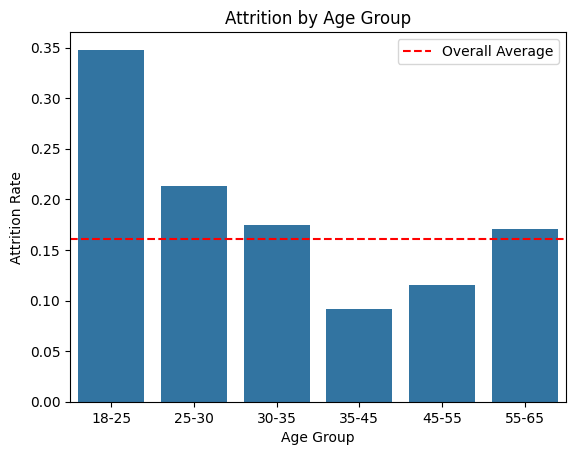 Attrition by Age Group
Overall Average
Attrition Rate
0.35
0.30
0.25
0.20
0.15
0.10
0.05
0.00
18-25 25-30 30-35 35-45 45-55 55-65
Age Group